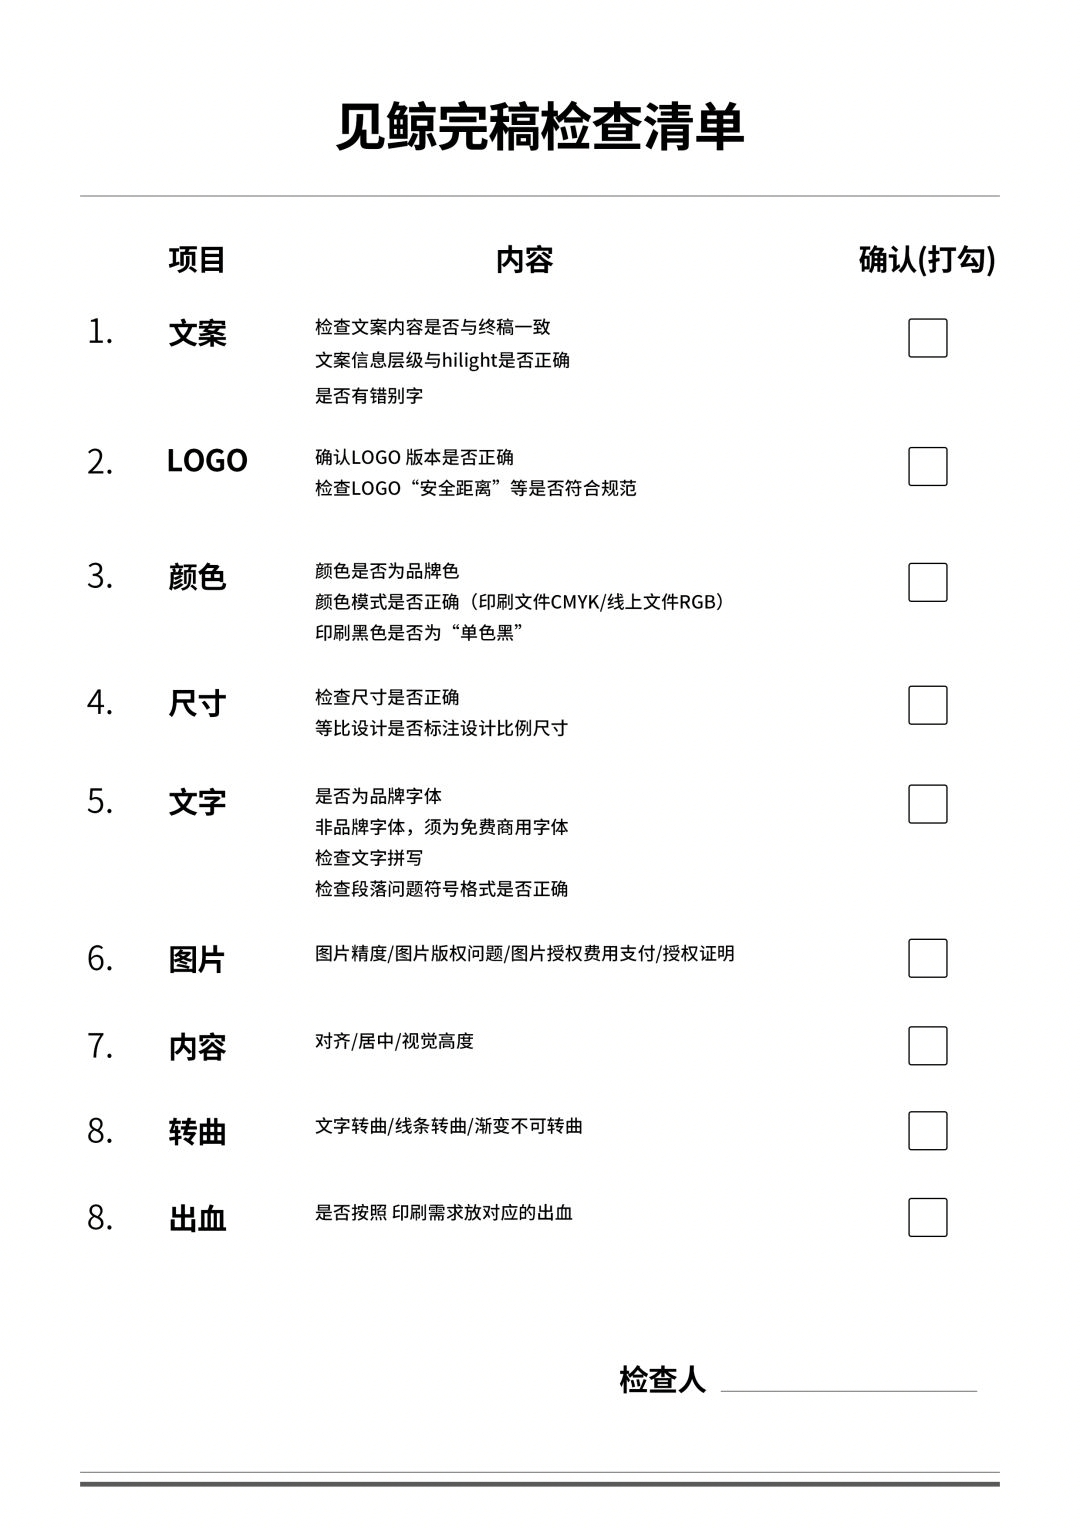 见鲸完稿检查清单
项目 内容 确认(打勾)
1. 文案 检查文案内容是否与终稿一致
文案信息层级与hilight是否正确
是否有错别字
2. LOGO 确认LOGO 版本是否正确
检查LOGO“安全距离”等是否符合规范
3. 颜色 颜色是否为品牌色
颜色模式是否正确（印刷文件CMYK/线上文件RGB）
印刷黑色是否为“单色黑”
4. 尺寸 检查尺寸是否正确
等比设计是否标注设计比例尺寸
5. 文字 是否为品牌字体
非品牌字体，须为免费商用字体
检查文字拼写
检查段落问题符号格式是否正确
6. 图片 图片精度/图片版权问题/图片授权费用支付/授权证明
7. 内容 对齐/居中/视觉高度
8. 转曲 文字转曲/线条转曲/渐变不可转曲
8. 出血 是否按照 印刷需求放对应的出血
检查人